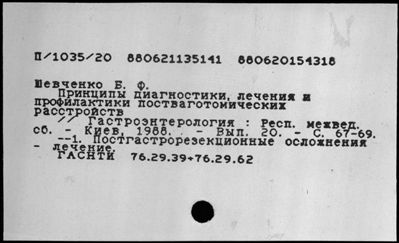 П/1035/20 880621135141 880620154318
Шевченко Б. Ф.
Принципы диагностики, лечения и
профилактики постваготомических
расстройств
// Гастроэнтерология : Респ. межвед.
сб. - Киев, 1988. . - Вып. 20. - С. 67-69.
--1. Постгастрорезекционные осложнения
- лечение.
ГАСНТИ 76.29.39+76.29.62